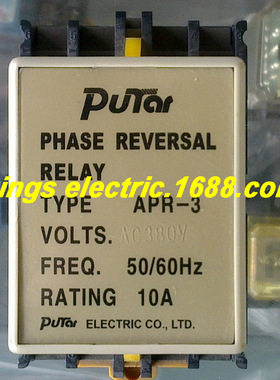 PUTar
PHASE REVERSAL
RELAY
ings electric.1688.com/
TYPE APR-3
VOLTS. AC380V
FREQ. 50/60Hz
RATING 10A
PUTar ELECTRIC CO., LTD.